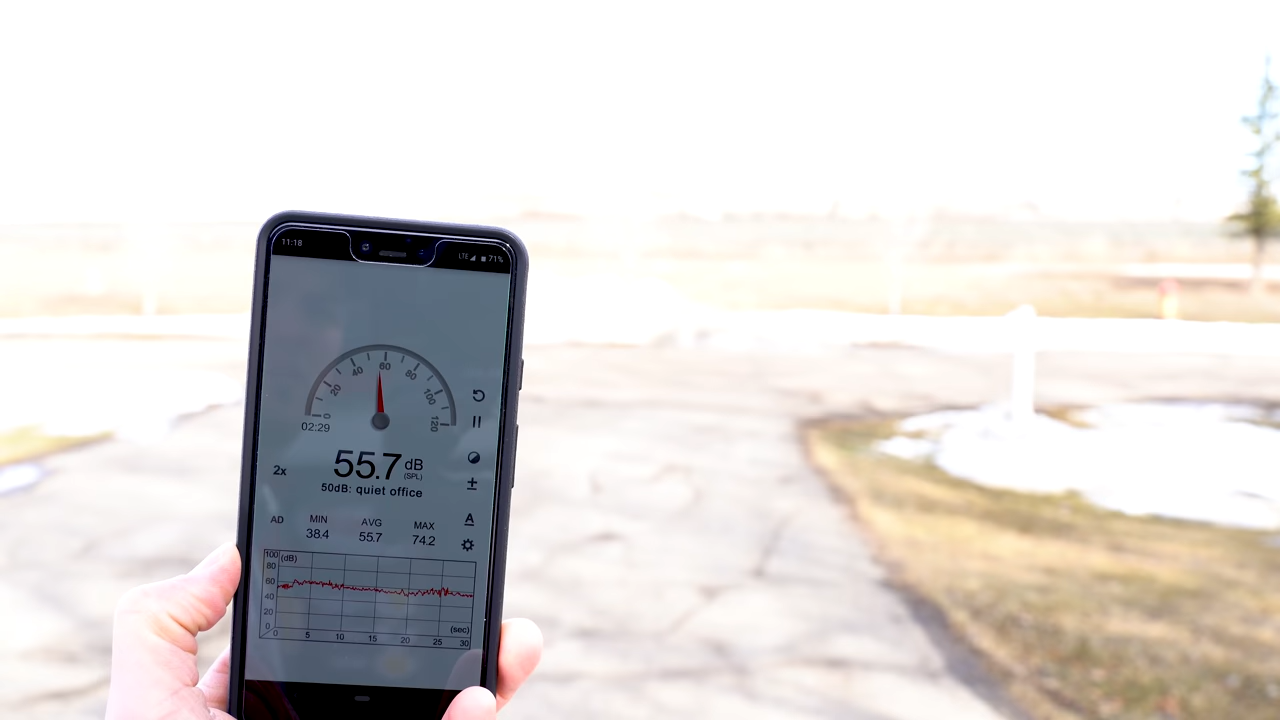 11:18 LTE 71%
0 20 40 60 80 100 120
02:29
55.7 dB
(SPL)
2x
50dB: quiet office
AD MIN AVG MAX
38.4 55.7 74.2
A
100 (dB)
80
60
40
20
0
(sec)
0 5 10 15 20 25 30